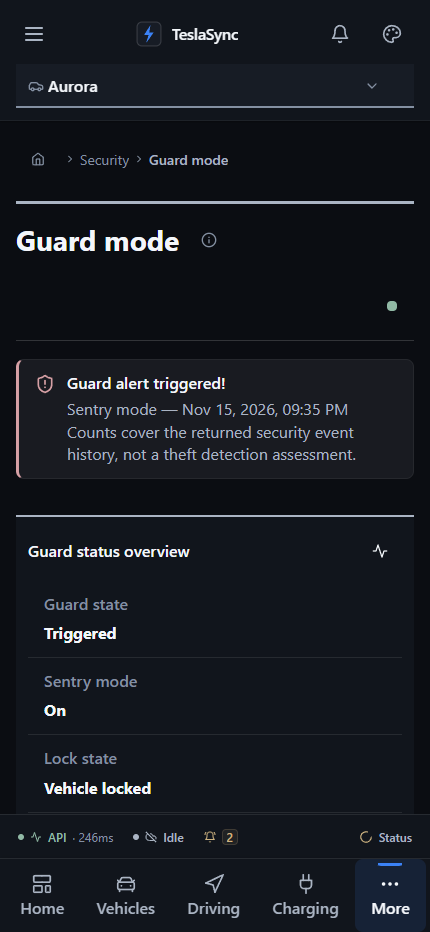 TeslaSync
Aurora
Security
Guard mode
Guard mode
Guard alert triggered!
Sentry mode — Nov 15, 2026, 09:35 PM
Counts cover the returned security event
history, not a theft detection assessment.
Guard status overview
Guard state
Triggered
Sentry mode
On
Lock state
Vehicle locked
API · 246ms
Idle
2
Status
Home
Vehicles
Driving
Charging
More